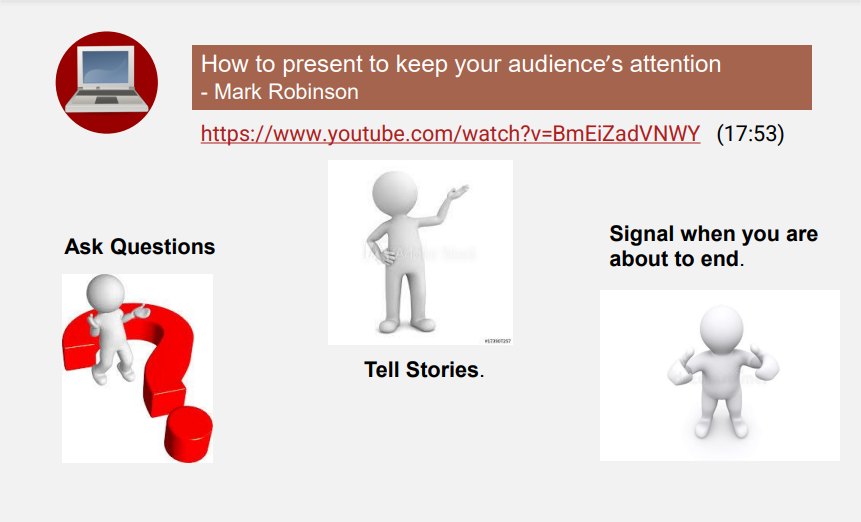 How to present to keep your audience's attention
- Mark Robinson
https://www.youtube.com/watch?v=BmEiZadVNWY (17:53)
Ask Questions
Signal when you are
about to end.
Tell Stories.